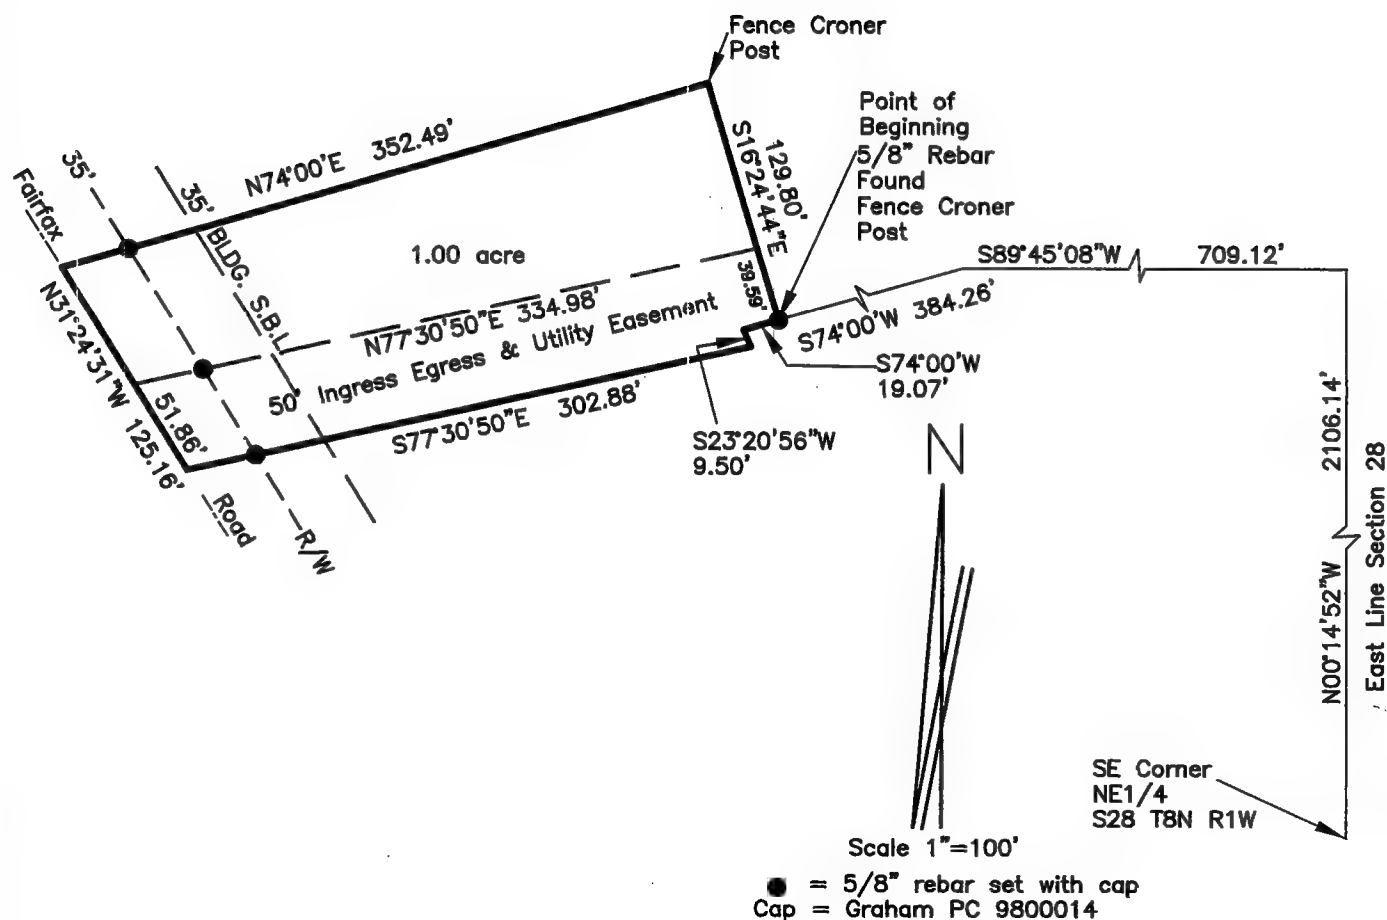 Fence Croner
Post
Point of
Beginning
5/8" Rebar
Found
Fence Croner
Post
N74°00'E 352.49'
S16°24'44"E
129.80'
39.59'
35'
35'
Fairfax
BLDG. S.B.L.
1.00 acre
S89°45'08"W 709.12'
S74°00'W 384.26'
N77°30'50"E 334.98'
50' Ingress Egress & Utility Easement
N31°24'31"W 125.16'
51.86'
S77°30'50"E 302.88'
S74°00'W
19.07'
S23°20'56"W
9.50'
Road
R/W
N
N00°14'52"W 2106.14'
East Line Section 28
SE Corner
NE1/4
S28 T8N R1W
Scale 1"=100'
= 5/8" rebar set with cap
Cap = Graham PC 9800014